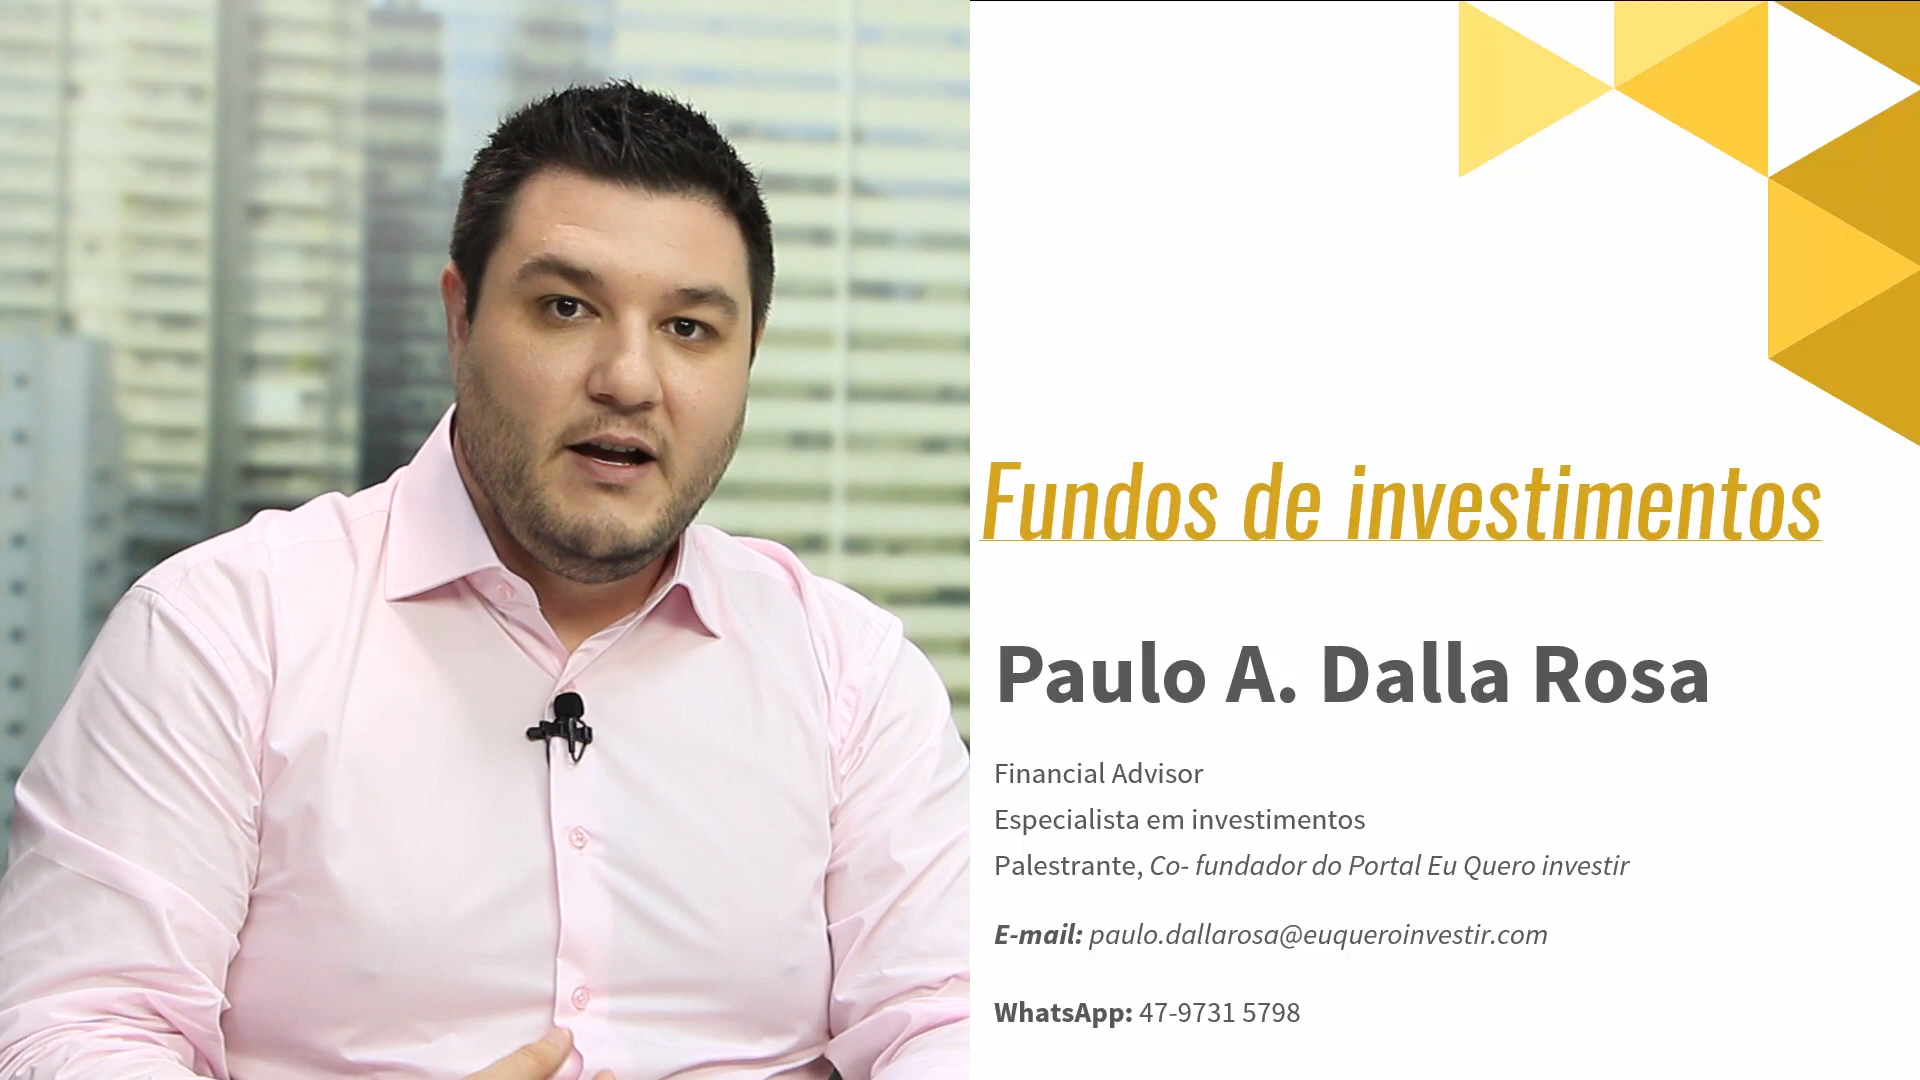 Fundos de investimentos
Paulo A. Dalla Rosa
Financial Advisor
Especialista em investimentos
Palestrante, Co- fundador do Portal Eu Quero investir
E-mail: paulo.dallarosa@euqueroinvestir.com
WhatsApp: 47-9731 5798